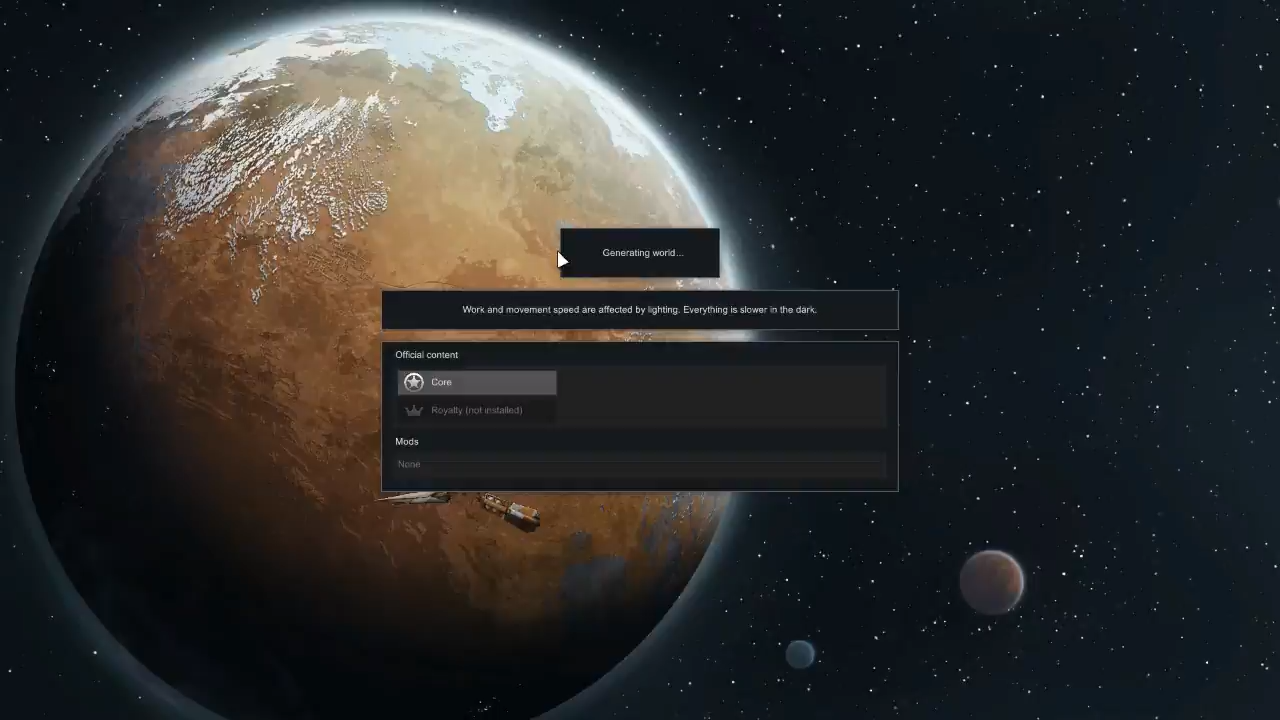 Generating world...
Work and movement speed are affected by lighting. Everything is slower in the dark.
Official content
Core
Royalty (not installed)
Mods
None